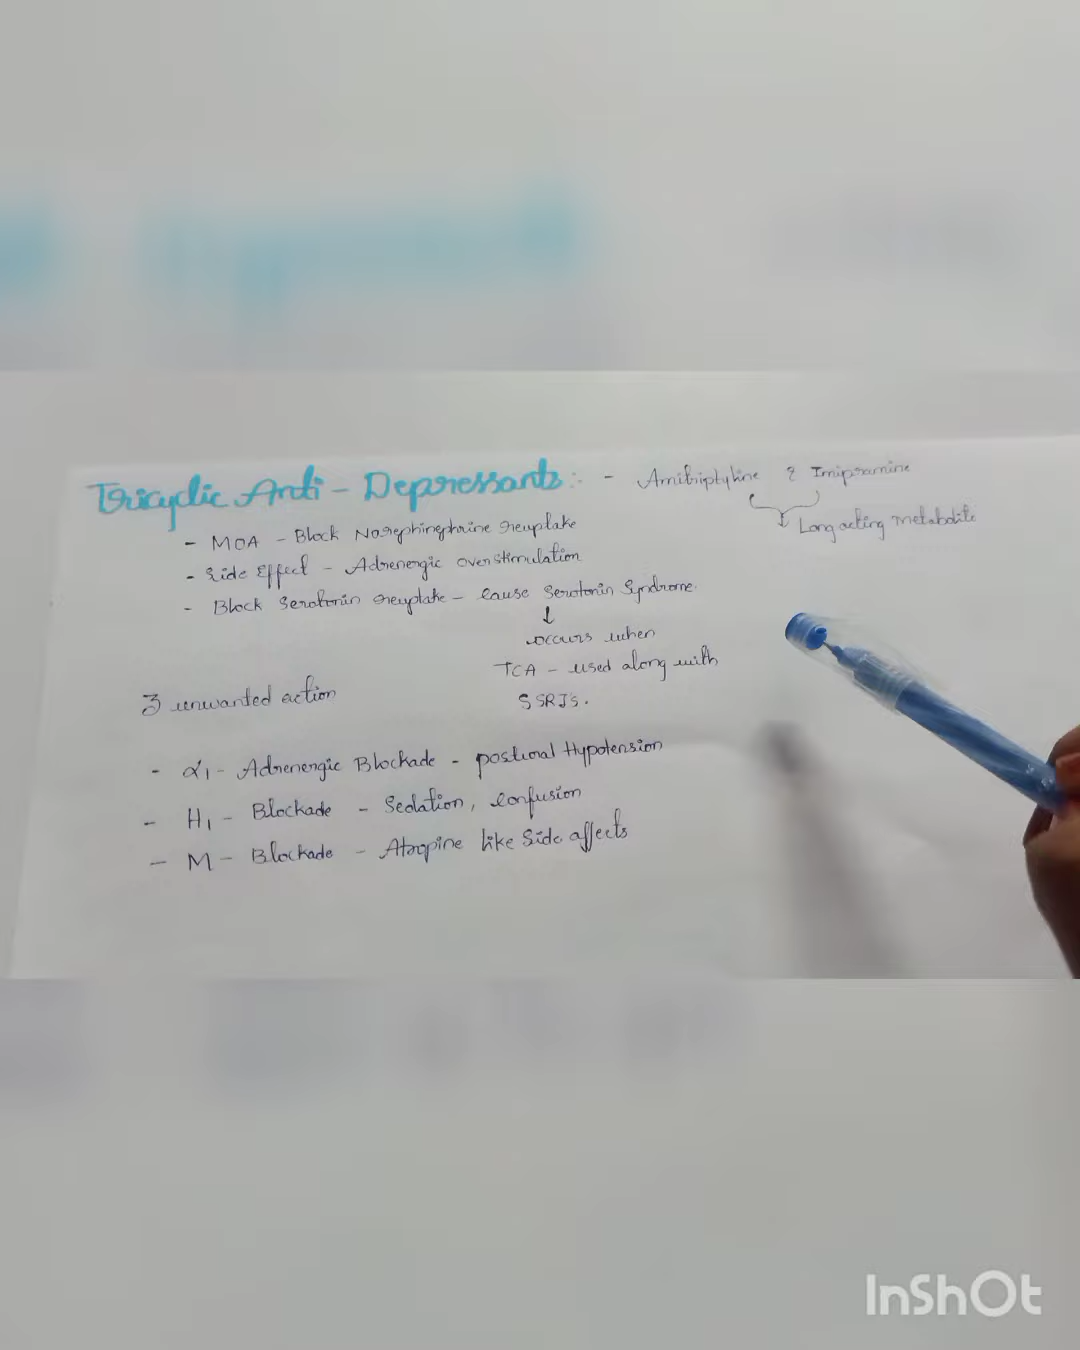 Tricyclic Anti - Depressants :- Amitriptyline & Imipramine
Long acting metabolite
- MOA - Block Norephinephrine reuptake
- Side Effect - Adrenergic overstimulation
- Block Serotonin reuptake - Cause Serotonin Syndrome.
↓
occurs when
TCA - used along with
SSRIS.
3 unwanted action
- α1 - Adrenergic Blockade - postural Hypotension
- H1 - Blockade - Sedation, Confusion
- M - Blockade - Atropine like Side affects
InShOt